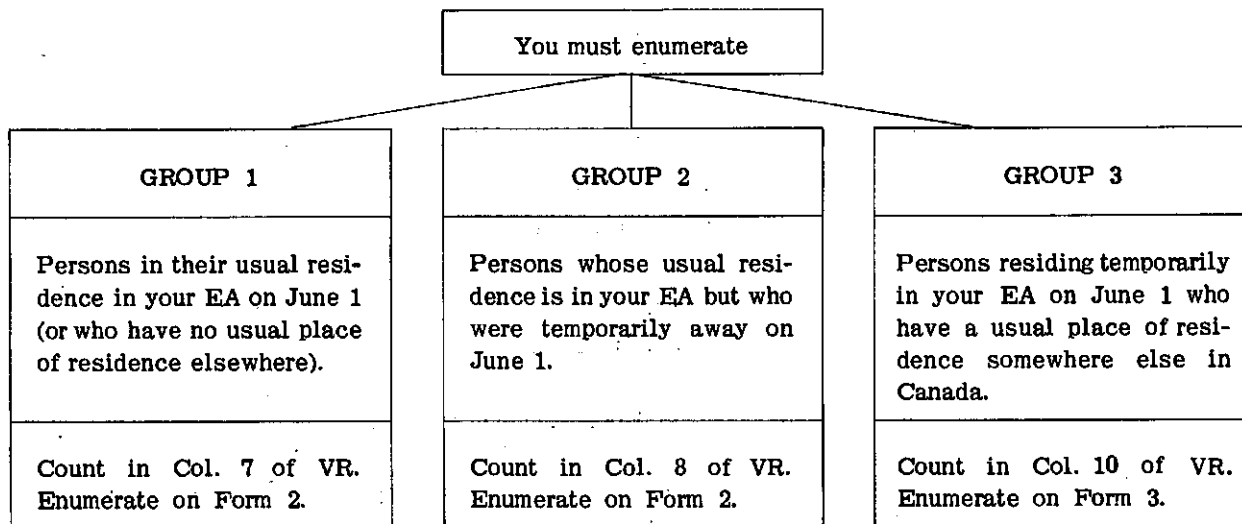 You must enumerate
GROUP 1
Persons in their usual resi-
dence in your EA on June 1
(or who have no usual place
of residence elsewhere).
Count in Col. 7 of VR.
Enumerate on Form 2.
GROUP 2
Persons whose usual resi-
dence is in your EA but who
were temporarily away on
June 1.
Count in Col. 8 of VR.
Enumerate on Form 2.
GROUP 3
Persons residing temporarily
in your EA on June 1 who
have a usual place of resi-
dence somewhere else in
Canada.
Count in Col. 10 of VR.
Enumerate on Form 3.